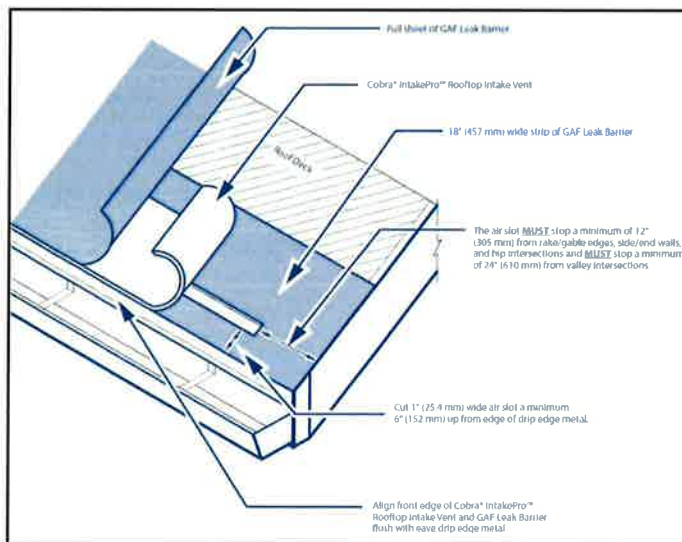 Full sheet of GAF Leak Barrier
Cobra® IntakePro™ Rooftop Intake Vent
18" (457 mm) wide strip of GAF Leak Barrier
Roof Deck
The air slot MUST stop a minimum of 12"
(305 mm) from rake/gable edges, side/end walls,
and hip intersections and MUST stop a minimum
of 24" (610 mm) from valley intersections
Cut 1" (25.4 mm) wide air slot a minimum
6" (152 mm) up from edge of drip edge metal.
Align front edge of Cobra® IntakePro™
Rooftop Intake Vent and GAF Leak Barrier
flush with eave drip edge metal